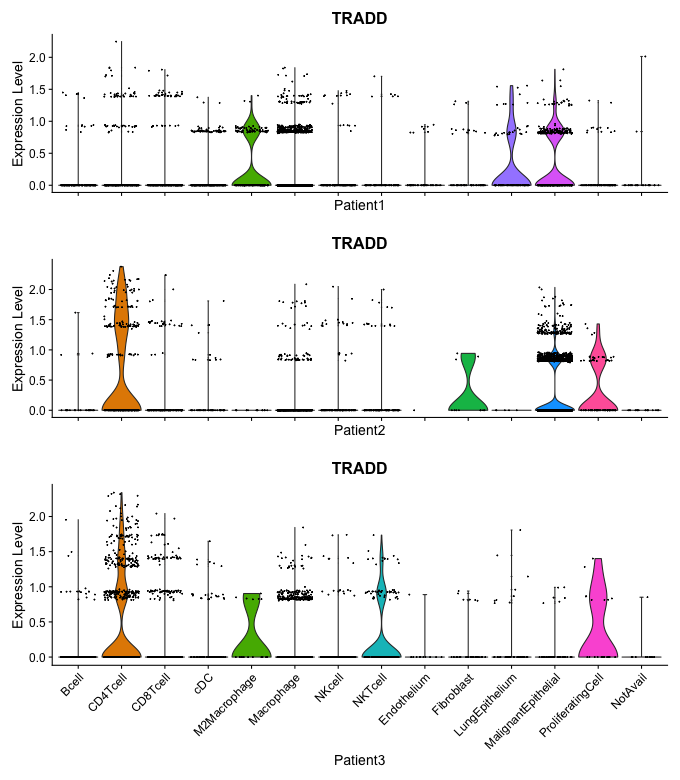 TRADD
Expression Level
2.0
1.5
1.0
0.5
0.0
Patient1
TRADD
Expression Level
2.0
1.5
1.0
0.5
0.0
Patient2
TRADD
Expression Level
2.0
1.5
1.0
0.5
0.0
Bcell
CD4Tcell
CD8Tcell
cDC
M2Macrophage
Macrophage
NKcell
NKTcell
Endothelium
Fibroblast
LungEpithelium
MalignantEpithelial
ProliferatingCell
NotAvail
Patient3